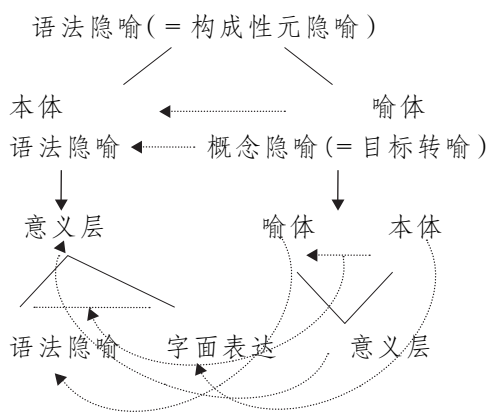 语法隐喻(=构成性元隐喻)
本体 喻体
语法隐喻 概念隐喻(=目标转喻)
意义层 喻体 本体
语法隐喻 字面表达 意义层